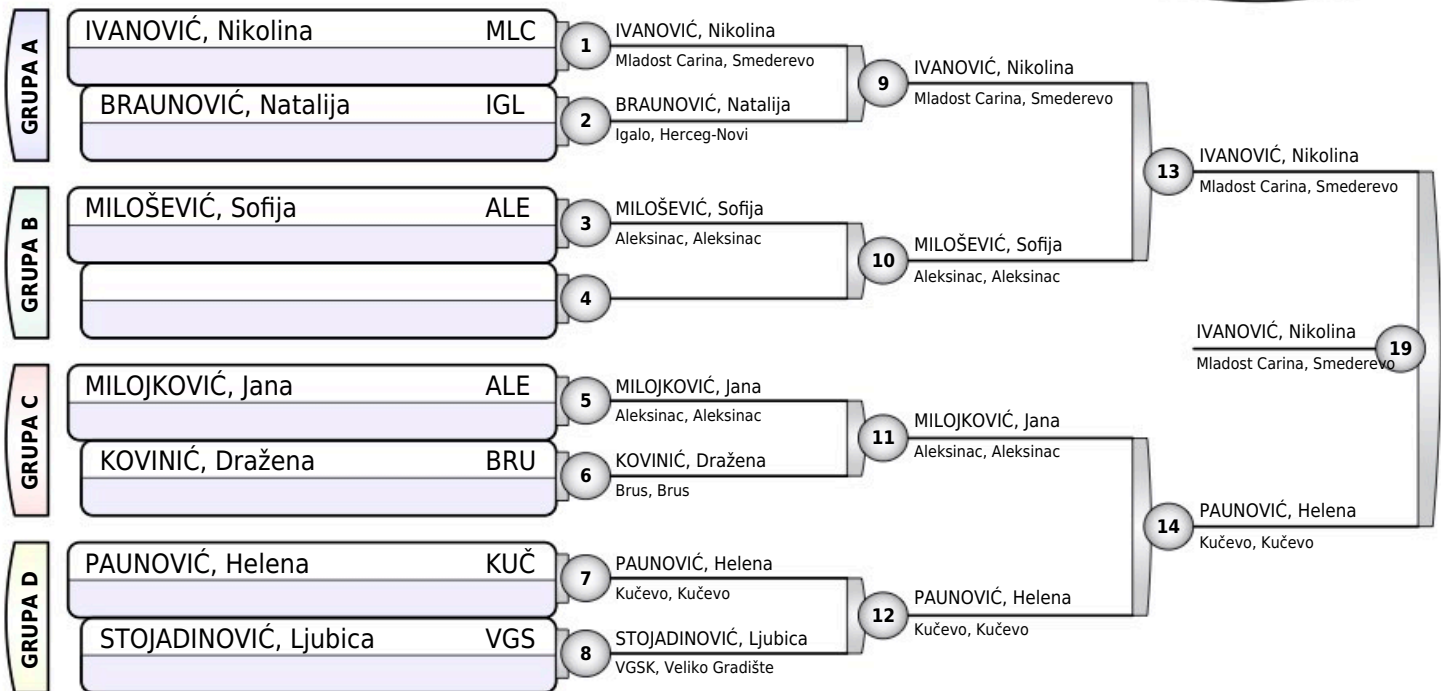 GRUPA A
IVANOVIĆ, Nikolina MLC
BRAUNOVIĆ, Natalija IGL
GRUPA B
MILOŠEVIĆ, Sofija ALE
GRUPA C
MILOJKOVIĆ, Jana ALE
KOVINIĆ, Dražena BRU
GRUPA D
PAUNOVIĆ, Helena KUČ
STOJADINOVIĆ, Ljubica VGS
1
IVANOVIĆ, Nikolina
Mladost Carina, Smederevo
2
BRAUNOVIĆ, Natalija
Igalo, Herceg-Novi
3
MILOŠEVIĆ, Sofija
Aleksinac, Aleksinac
4
5
MILOJKOVIĆ, Jana
Aleksinac, Aleksinac
6
KOVINIĆ, Dražena
Brus, Brus
7
PAUNOVIĆ, Helena
Kučevo, Kučevo
8
STOJADINOVIĆ, Ljubica
VGSK, Veliko Gradište
9
IVANOVIĆ, Nikolina
Mladost Carina, Smederevo
10
MILOŠEVIĆ, Sofija
Aleksinac, Aleksinac
11
MILOJKOVIĆ, Jana
Aleksinac, Aleksinac
12
PAUNOVIĆ, Helena
Kučevo, Kučevo
13
IVANOVIĆ, Nikolina
Mladost Carina, Smederevo
14
PAUNOVIĆ, Helena
Kučevo, Kučevo
IVANOVIĆ, Nikolina
Mladost Carina, Smederevo
19